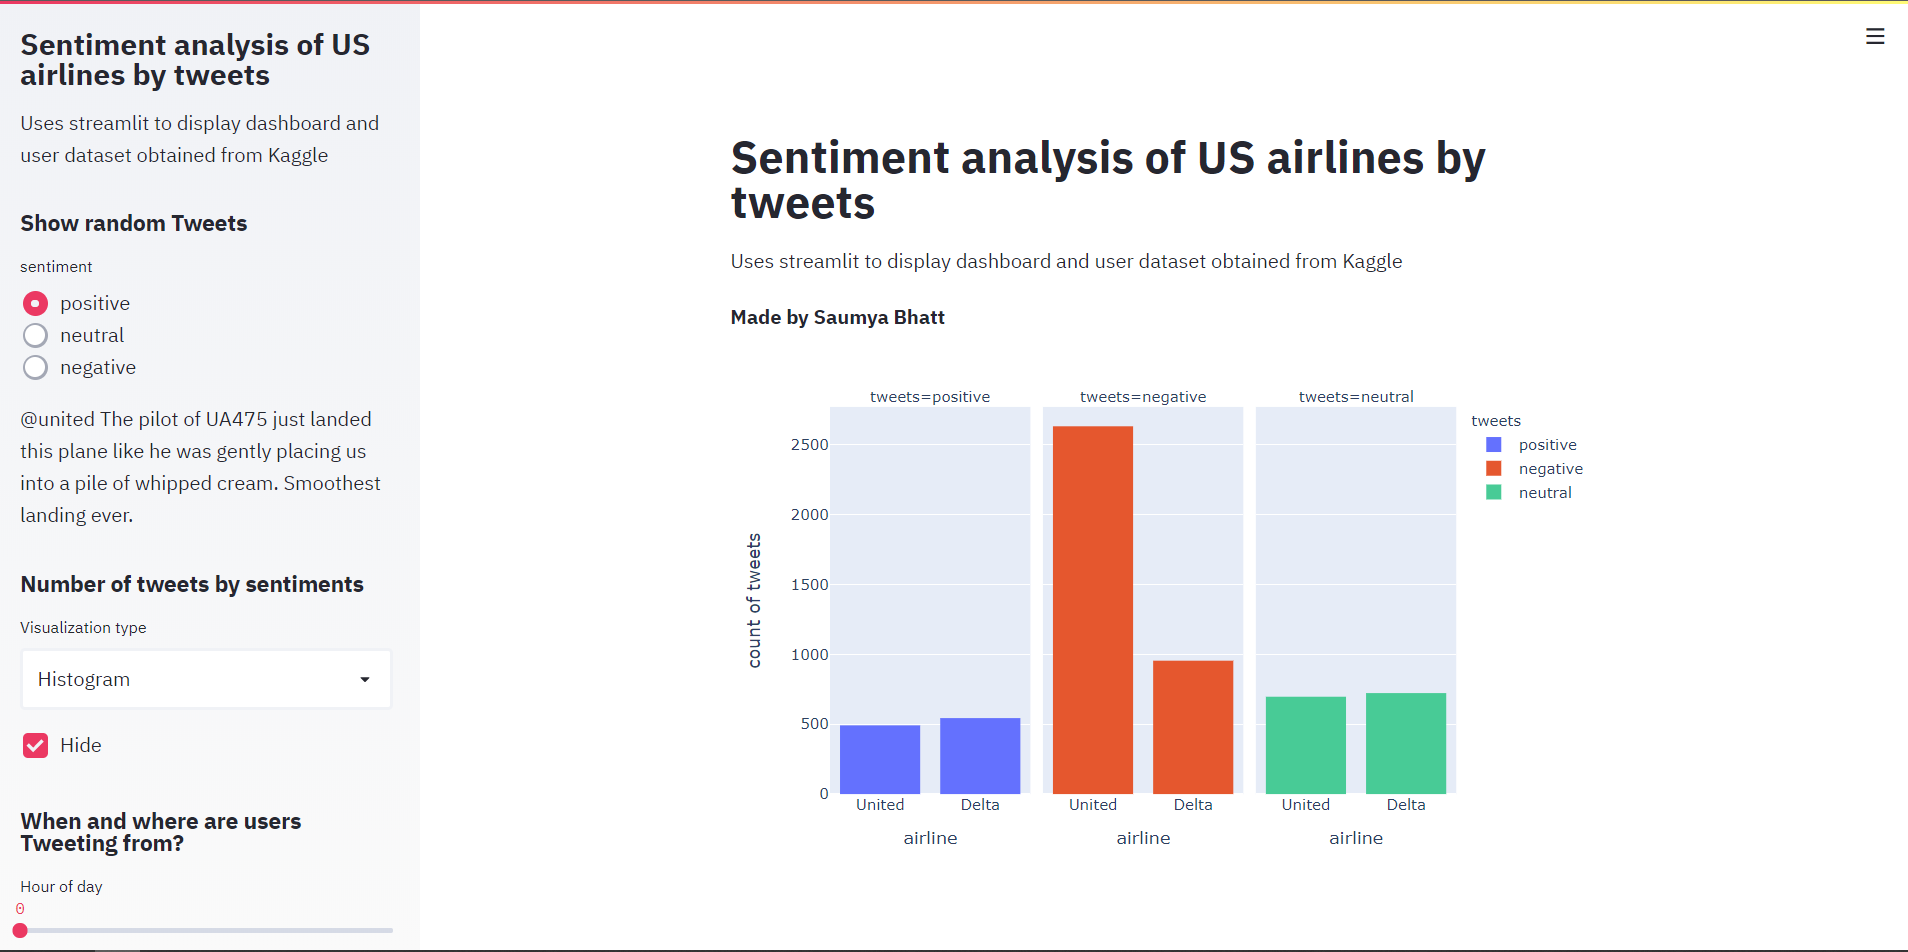 Sentiment analysis of US
airlines by tweets
Uses streamlit to display dashboard and
user dataset obtained from Kaggle
Show random Tweets
sentiment
positive
neutral
negative
@united The pilot of UA475 just landed
this plane like he was gently placing us
into a pile of whipped cream. Smoothest
landing ever.
Number of tweets by sentiments
Visualization type
Histogram
Hide
When and where are users
Tweeting from?
Hour of day
0
Sentiment analysis of US airlines by
tweets
Uses streamlit to display dashboard and user dataset obtained from Kaggle
Made by Saumya Bhatt
tweets=positive tweets=negative tweets=neutral
tweets
positive
negative
neutral
count of tweets
2500
2000
1500
1000
500
0
United Delta United Delta United Delta
airline airline airline